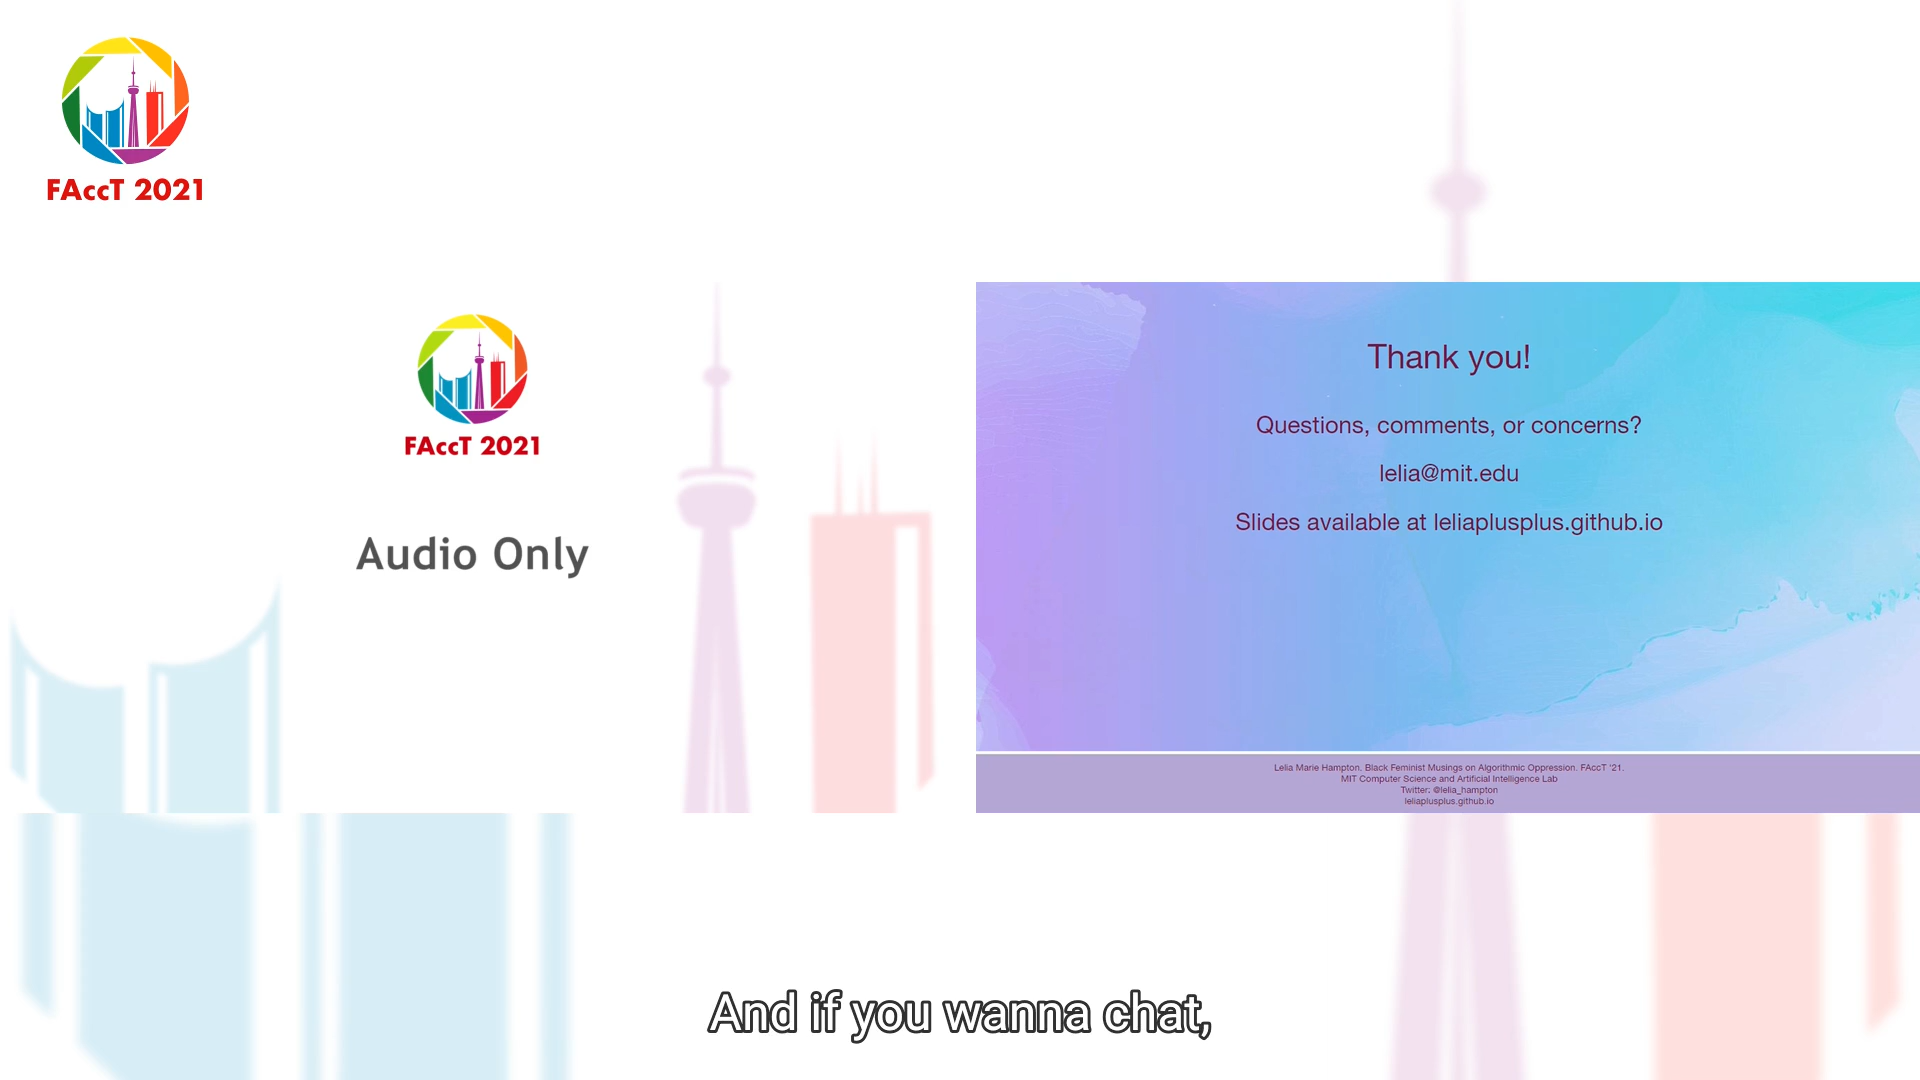 FAccT 2021
FAccT 2021
Audio Only
Thank you!
Questions, comments, or concerns?
lelia@mit.edu
Slides available at leliaplusplus.github.io
Lelia Marie Hampton. Black Feminist Musings on Algorithmic Oppression. FAccT '21.
MIT Computer Science and Artificial Intelligence Lab
Twitter: @lelia_hampton
leliaplusplus.github.io
And if you wanna chat,